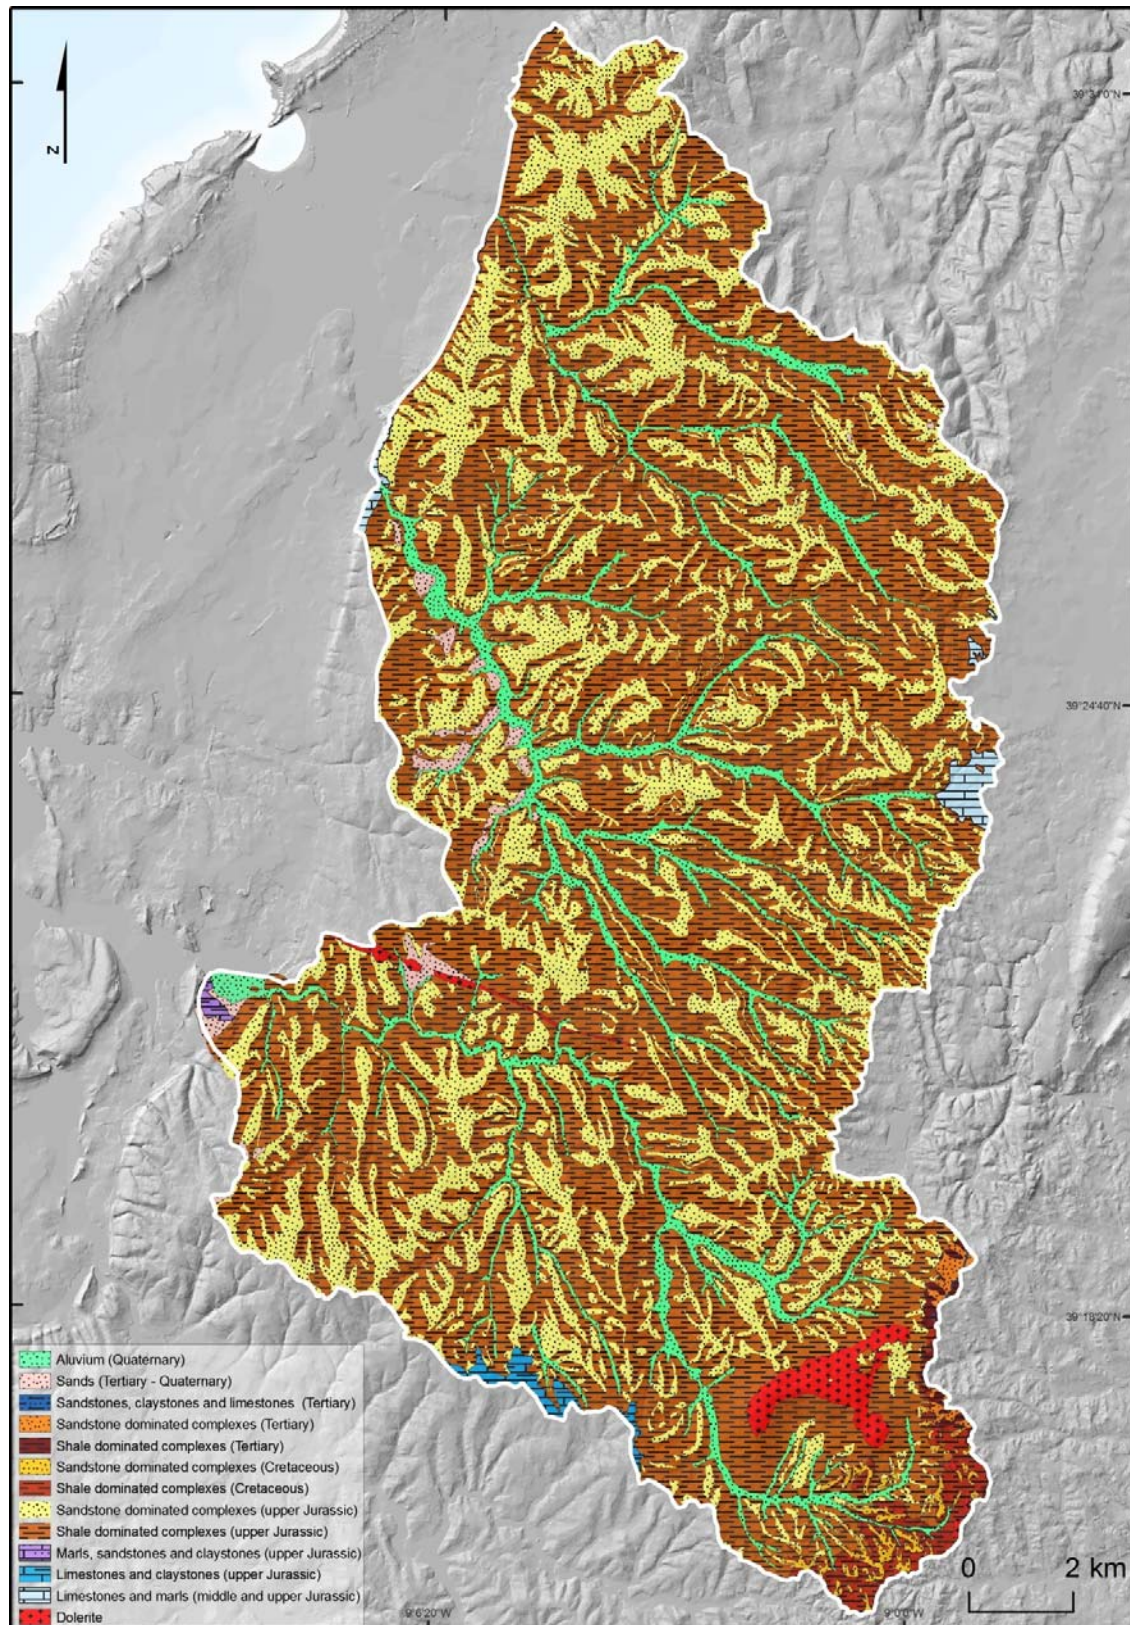 N
39°31'0"N
39°24'40"N
39°18'20"N
Aluvium (Quaternary)
Sands (Tertiary - Quaternary)
Sandstones, claystones and limestones (Tertiary)
Sandstone dominated complexes (Tertiary)
Shale dominated complexes (Tertiary)
Sandstone dominated complexes (Cretaceous)
Shale dominated complexes (Cretaceous)
Sandstone dominated complexes (upper Jurassic)
Shale dominated complexes (upper Jurassic)
Marls, sandstones and claystones (upper Jurassic)
Limestones and claystones (upper Jurassic)
Limestones and marls (middle and upper Jurassic)
Dolerite
0 2 km
9°6'20"W 9°0'0"W